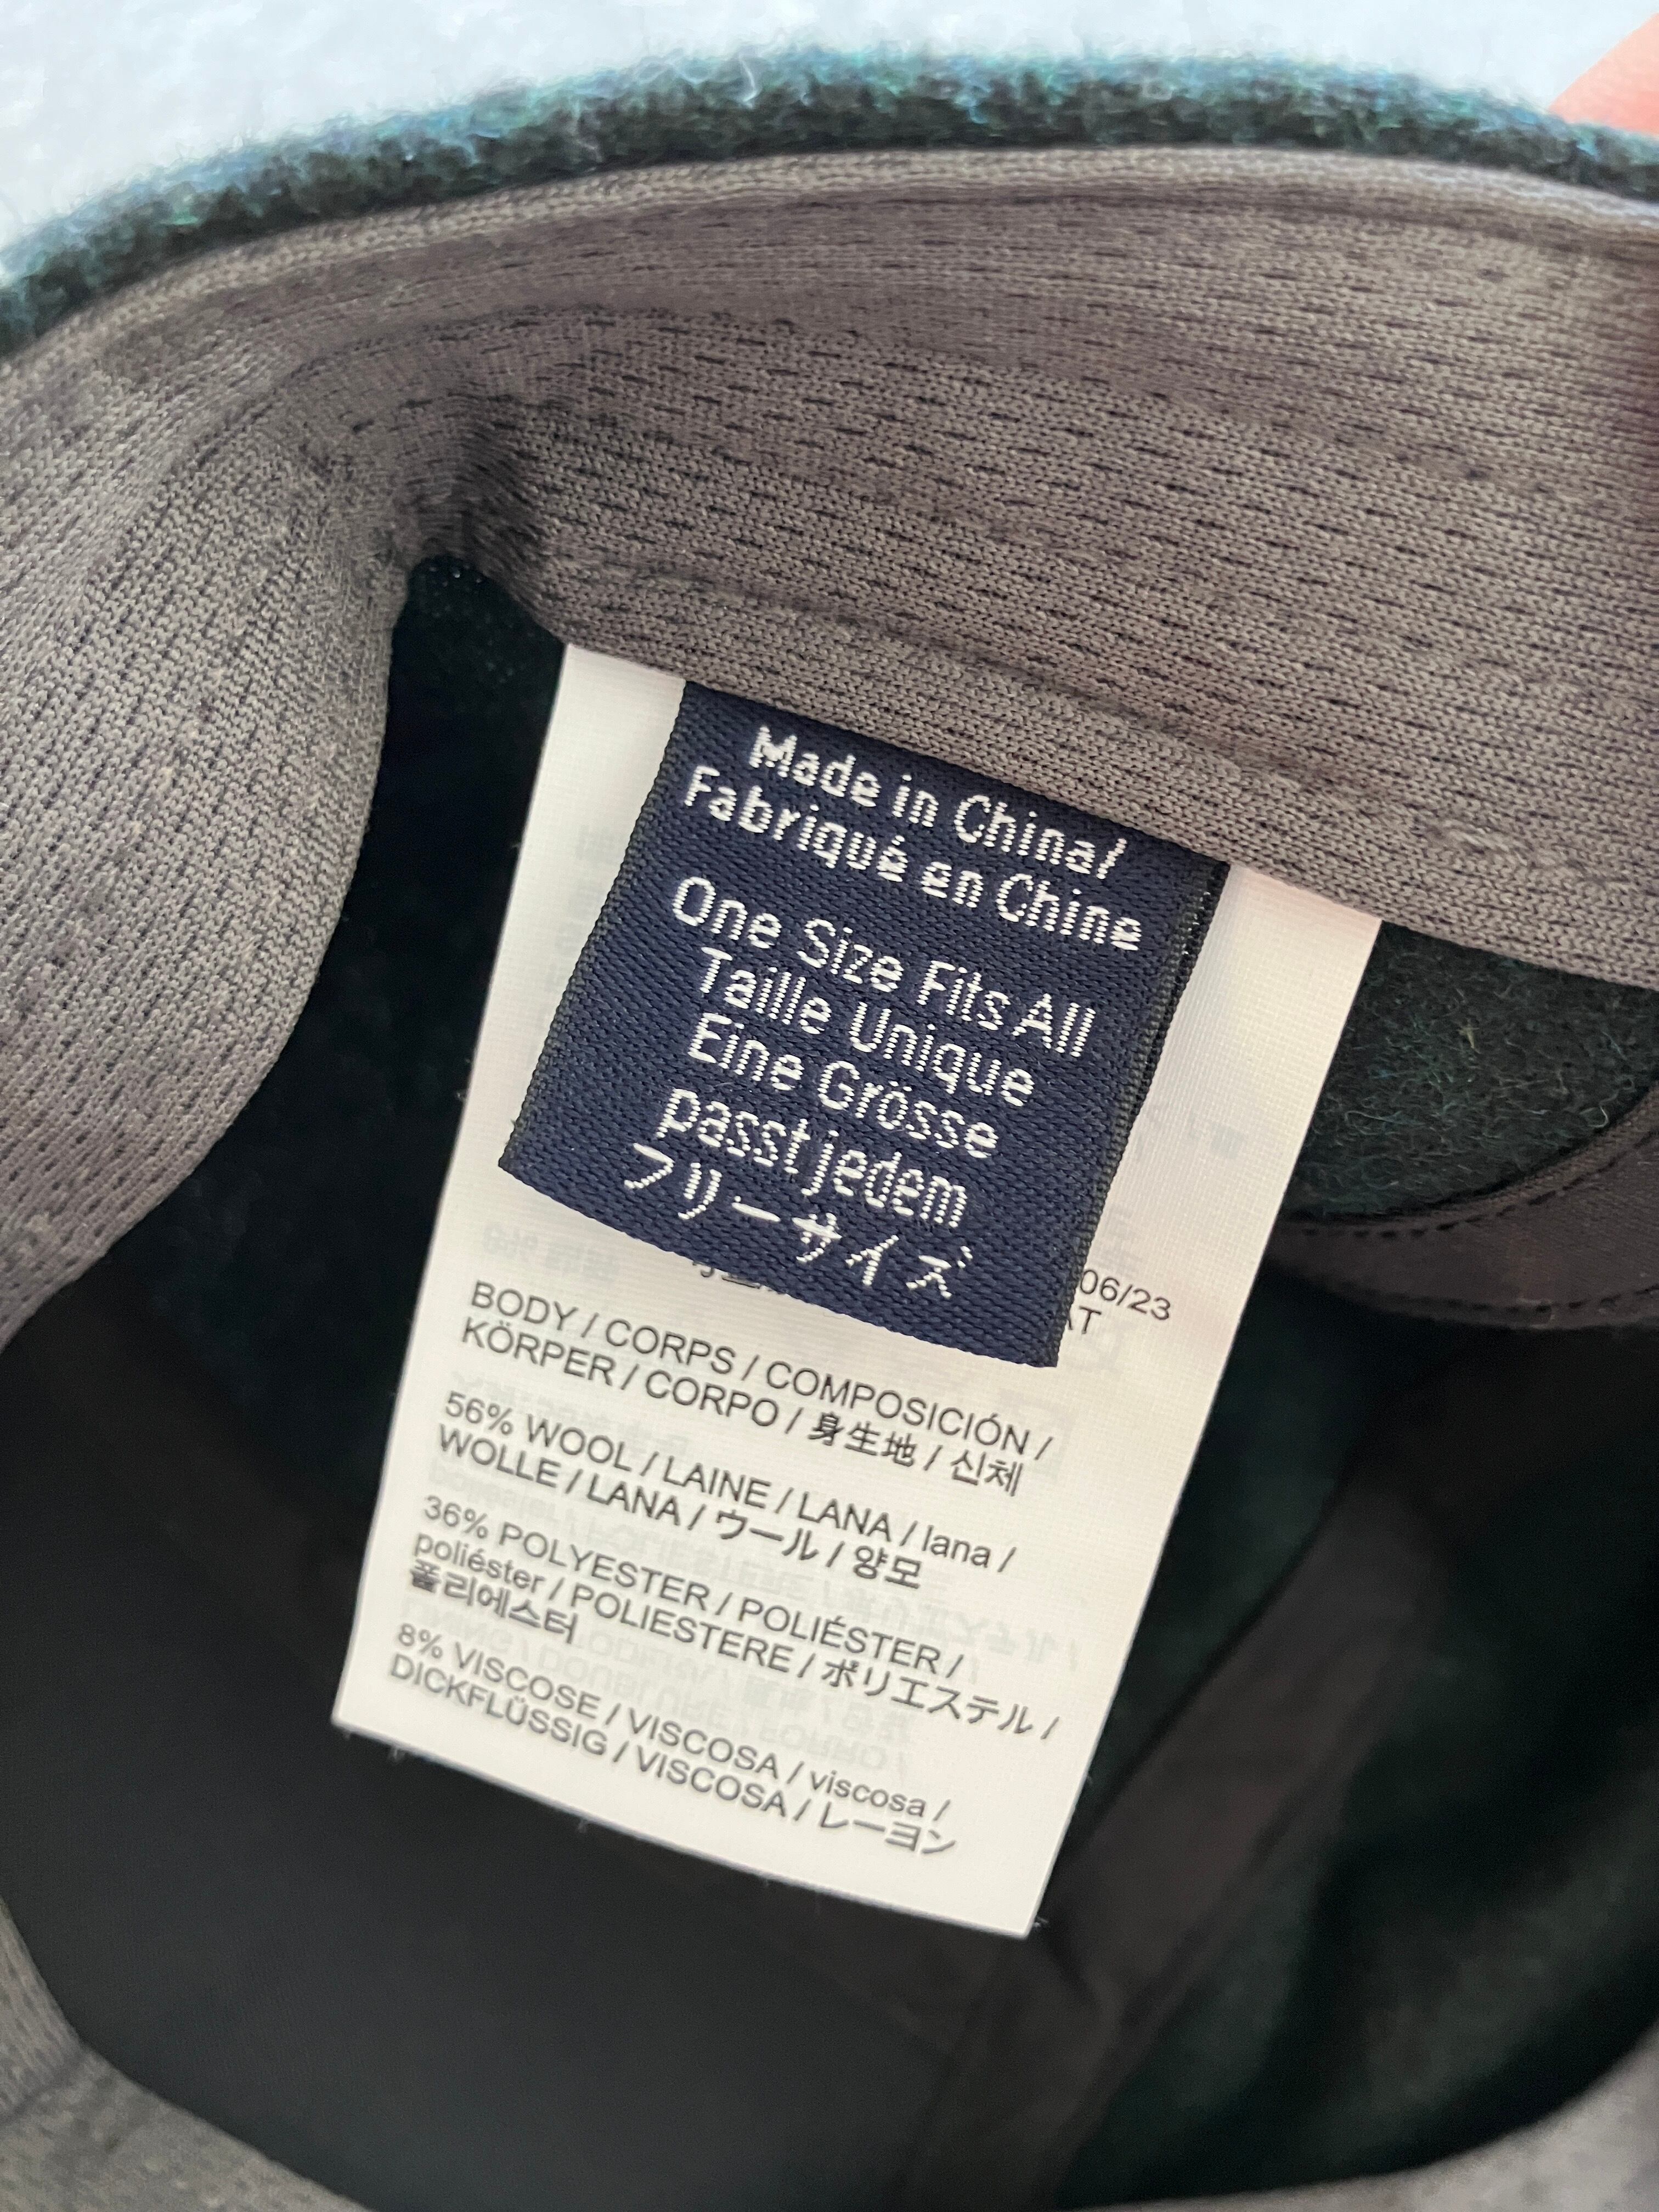 Made in China/
Fabriqué en Chine
One Size Fits All
Taille Unique
Eine Grösse
passt jedem
フリーサイズ
06/23
BODY / CORPS / COMPOSICIÓN /
KÖRPER / CORPO / 身生地 / 신체
56% WOOL / LAINE / LANA / lana /
WOLLE / LANA / ウール / 양모
36% POLYESTER / POLIÉSTER /
poliéster / POLIESTERE / ポリエステル /
폴리에스터
8% VISCOSE / VISCOSA / viscosa /
DICKFLÜSSIG / VISCOSA / レーヨン